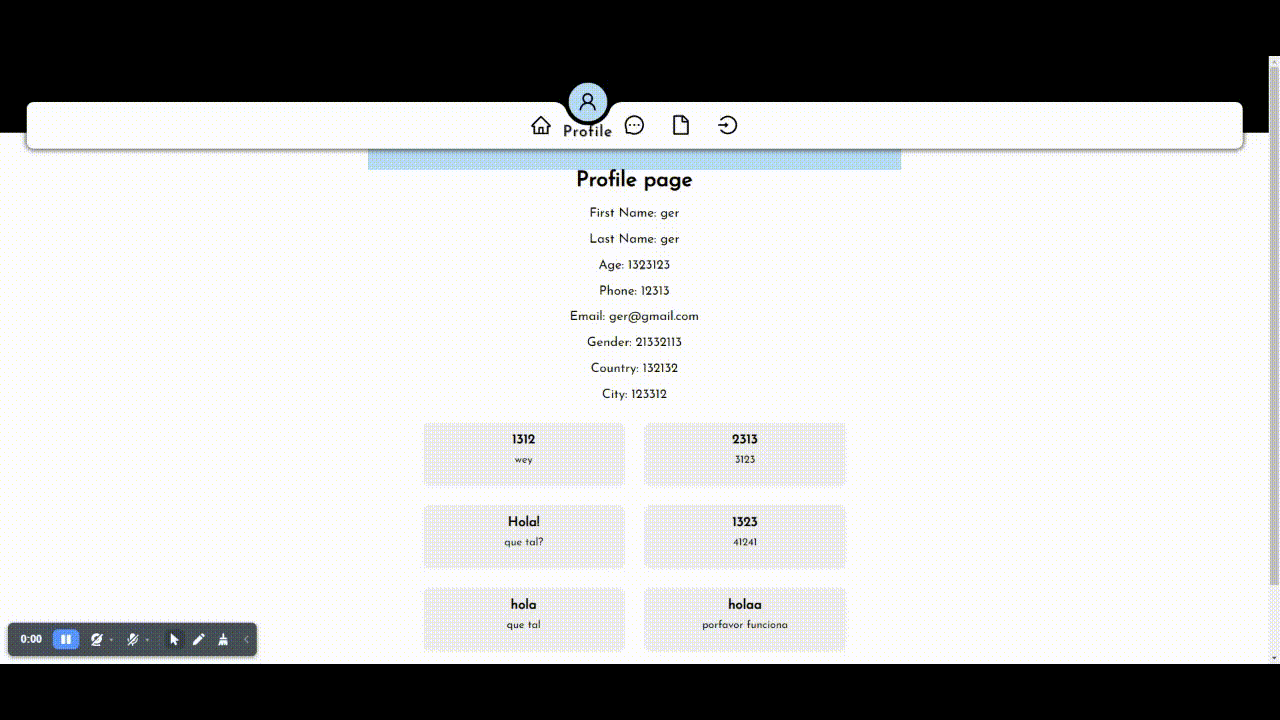 Profile
Profile page
First Name: ger
Last Name: ger
Age: 1323123
Phone: 12313
Email: ger@gmail.com
Gender: 21332113
Country: 132132
City: 123312
1312
wey
2313
3123
Hola!
que tal?
1323
41241
hola
que tal
holaa
porfavor funciona
0:00